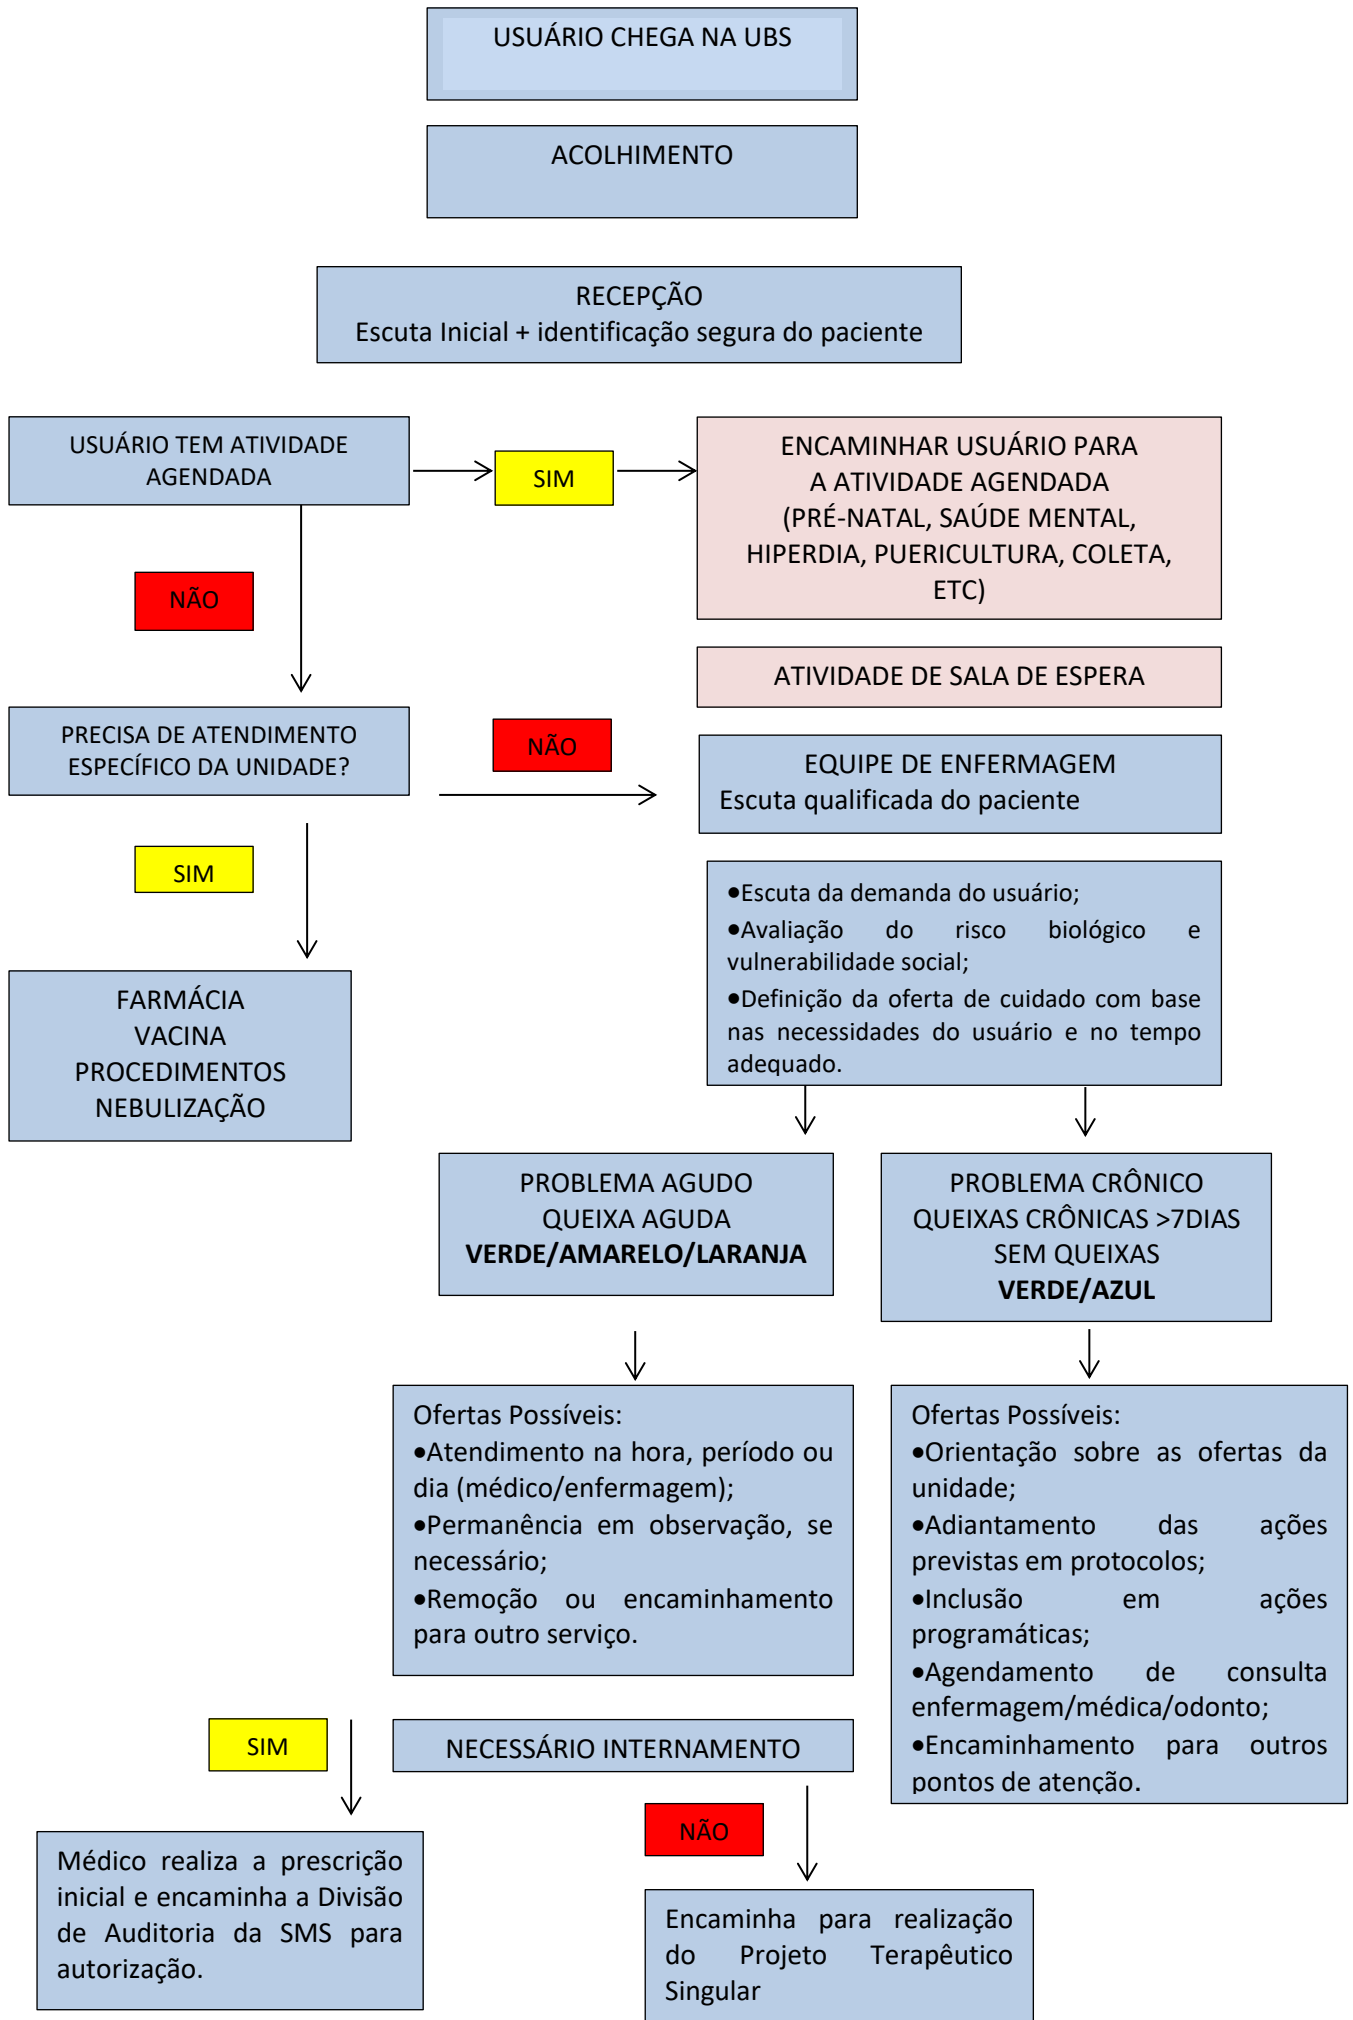 USUÁRIO CHEGA NA UBS
ACOLHIMENTO
RECEPÇÃO
Escuta Inicial + identificação segura do paciente
USUÁRIO TEM ATIVIDADE
AGENDADA
SIM
ENCAMINHAR USUÁRIO PARA
A ATIVIDADE AGENDADA
(PRÉ-NATAL, SAÚDE MENTAL,
HIPERDIA, PUERICULTURA, COLETA,
ETC)
NÃO
ATIVIDADE DE SALA DE ESPERA
PRECISA DE ATENDIMENTO
ESPECÍFICO DA UNIDADE?
NÃO
EQUIPE DE ENFERMAGEM
Escuta qualificada do paciente
SIM
•Escuta da demanda do usuário;
•Avaliação do risco biológico e
vulnerabilidade social;
•Definição da oferta de cuidado com base
nas necessidades do usuário e no tempo
adequado.
FARMÁCIA
VACINA
PROCEDIMENTOS
NEBULIZAÇÃO
PROBLEMA AGUDO
QUEIXA AGUDA
VERDE/AMARELO/LARANJA
PROBLEMA CRÔNICO
QUEIXAS CRÔNICAS >7DIAS
SEM QUEIXAS
VERDE/AZUL
Ofertas Possíveis:
•Atendimento na hora, período ou
dia (médico/enfermagem);
•Permanência em observação, se
necessário;
•Remoção ou encaminhamento
para outro serviço.
Ofertas Possíveis:
•Orientação sobre as ofertas da
unidade;
•Adiantamento das ações
previstas em protocolos;
•Inclusão em ações
programáticas;
•Agendamento de consulta
enfermagem/médica/odonto;
•Encaminhamento para outros
pontos de atenção.
SIM
NECESSÁRIO INTERNAMENTO
NÃO
Médico realiza a prescrição
inicial e encaminha a Divisão
de Auditoria da SMS para
autorização.
Encaminha para realização
do Projeto Terapêutico
Singular